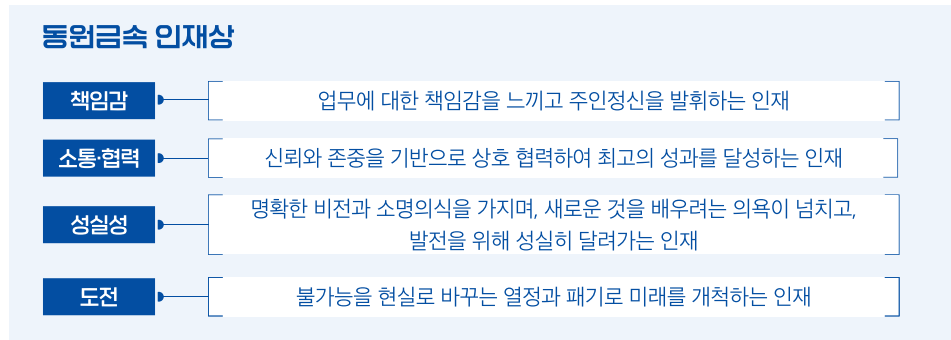 동원금속 인재상
책임감
업무에 대한 책임감을 느끼고 주인정신을 발휘하는 인재
소통·협력
신뢰와 존중을 기반으로 상호 협력하여 최고의 성과를 달성하는 인재
성실성
명확한 비전과 소명의식을 가지며, 새로운 것을 배우려는 의욕이 넘치고,
발전을 위해 성실히 달려가는 인재
도전
불가능을 현실로 바꾸는 열정과 패기로 미래를 개척하는 인재